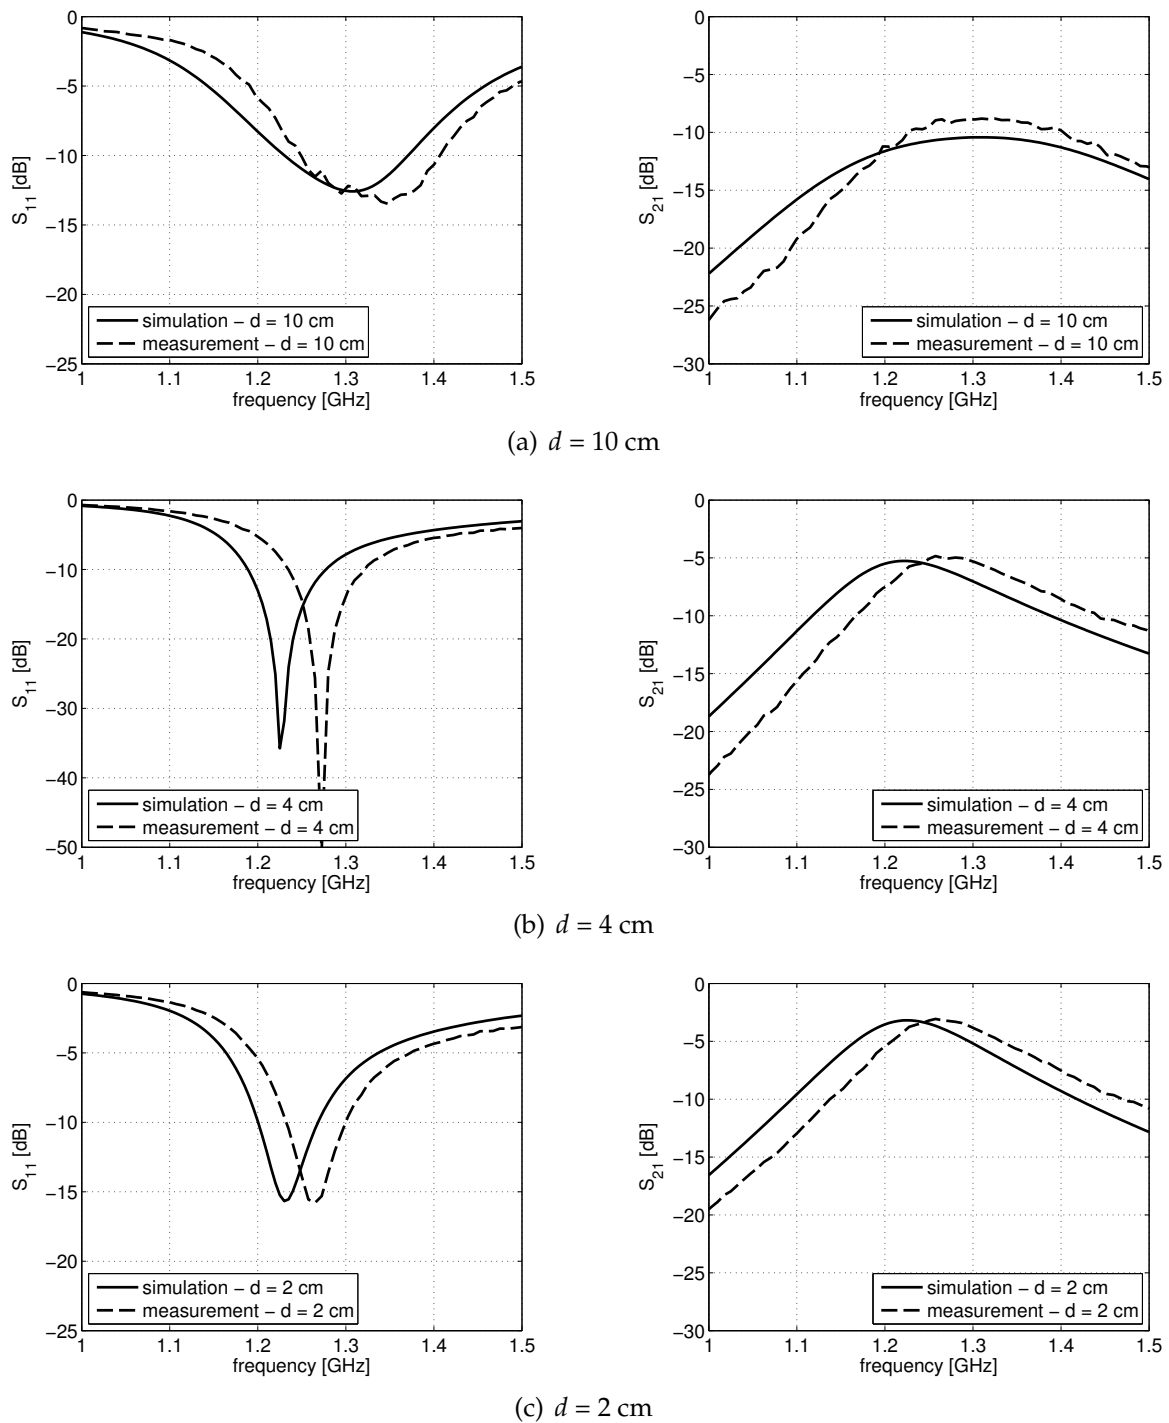 0
−5
−10
−15
−20
−25
S11 [dB]
1 1.1 1.2 1.3 1.4 1.5
frequency [GHz]
simulation − d = 10 cm
measurement − d = 10 cm
0
−5
−10
−15
−20
−25
−30
S21 [dB]
1 1.1 1.2 1.3 1.4 1.5
frequency [GHz]
simulation − d = 10 cm
measurement − d = 10 cm
(a) d = 10 cm
0
−10
−20
−30
−40
−50
S11 [dB]
1 1.1 1.2 1.3 1.4 1.5
frequency [GHz]
simulation − d = 4 cm
measurement − d = 4 cm
0
−5
−10
−15
−20
−25
−30
S21 [dB]
1 1.1 1.2 1.3 1.4 1.5
frequency [GHz]
simulation − d = 4 cm
measurement − d = 4 cm
(b) d = 4 cm
0
−5
−10
−15
−20
−25
S11 [dB]
1 1.1 1.2 1.3 1.4 1.5
frequency [GHz]
simulation − d = 2 cm
measurement − d = 2 cm
0
−5
−10
−15
−20
−25
−30
S21 [dB]
1 1.1 1.2 1.3 1.4 1.5
frequency [GHz]
simulation − d = 2 cm
measurement − d = 2 cm
(c) d = 2 cm